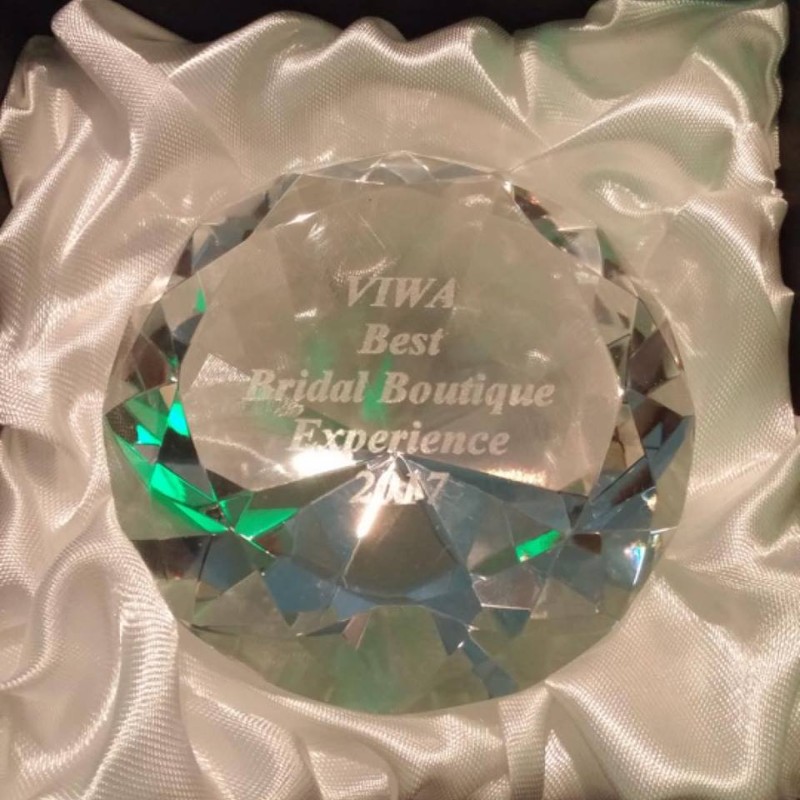 VIWA
Best
Bridal Boutique
Experience
2017